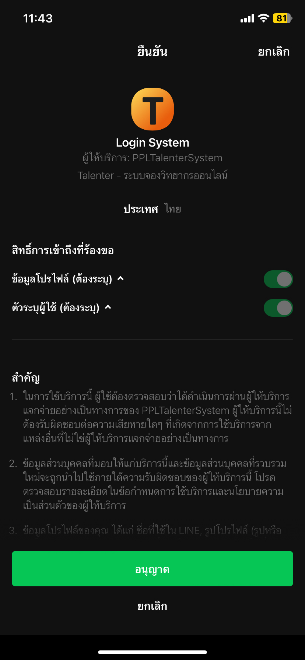 11:43
81
ยืนยัน
ยกเลิก
T
Login System
ผู้ให้บริการ: PPLTalenterSystem
Talenter - ระบบจองวิทยากรออนไลน์
ประเทศ ไทย
สิทธิ์การเข้าถึงที่ร้องขอ
ข้อมูลโปรไฟล์ (ต้องระบุ)
ตัวระบุผู้ใช้ (ต้องระบุ)
สำคัญ
1. ในการใช้บริการนี้ ผู้ใช้ต้องตรวจสอบว่าได้ดำเนินการผ่านผู้ให้บริการ
แจกจ่ายอย่างเป็นทางการของ PPLTalenterSystem ผู้ให้บริการนี้ไม่
ต้องรับผิดชอบต่อความเสียหายใดๆ ที่เกิดจากการใช้บริการจาก
แหล่งอื่นที่ไม่ใช่ผู้ให้บริการแจกจ่ายอย่างเป็นทางการ
2. ข้อมูลส่วนบุคคลที่มอบให้แก่บริการนี้และข้อมูลส่วนบุคคลที่รวบรวม
ใหม่จะถูกนำไปใช้ภายใต้ความรับผิดชอบของผู้ให้บริการนี้ โปรด
ตรวจสอบรายละเอียดในข้อกำหนดการใช้บริการและนโยบายความ
เป็นส่วนตัวของผู้ให้บริการ
3. ข้อมูลโปรไฟล์ของคุณ ได้แก่ ชื่อที่ใช้ใน LINE, รูปโปรไฟล์ (รูปหรือ
อนุญาต
ยกเลิก